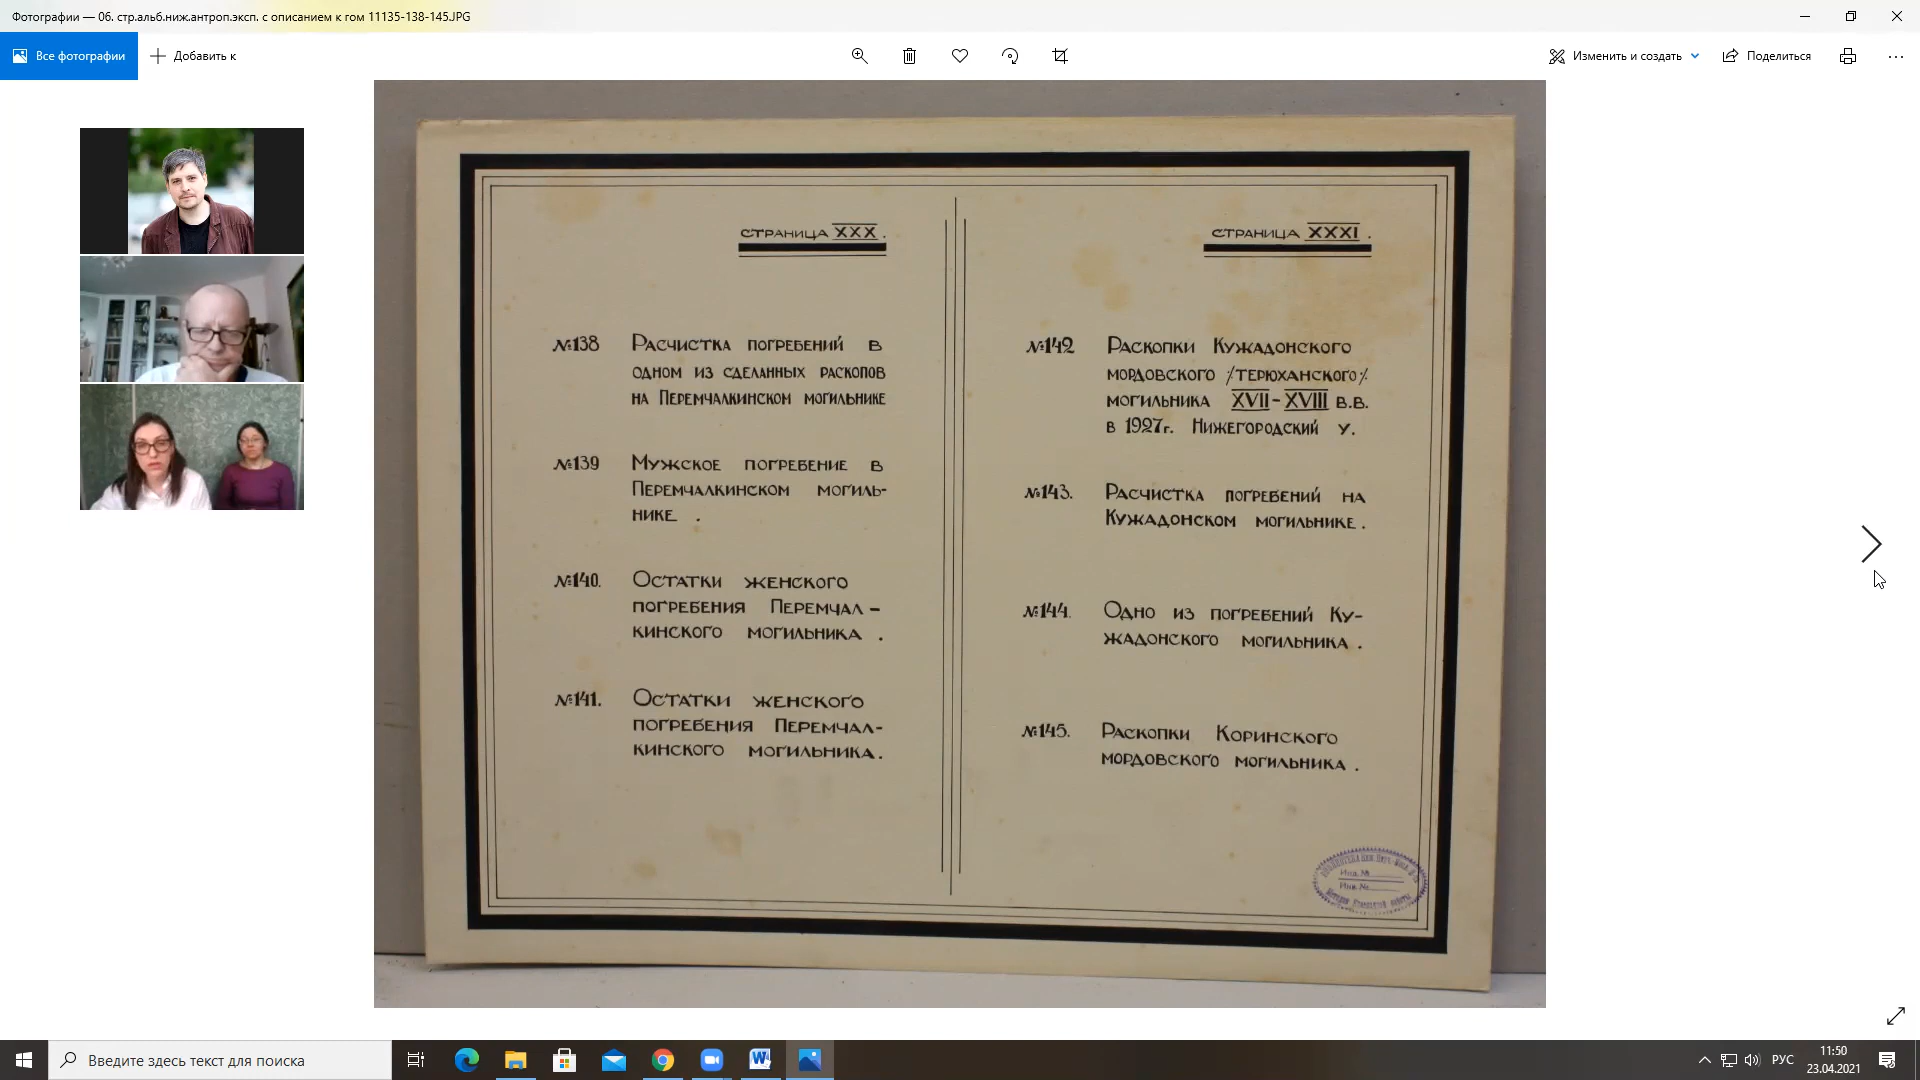 Фотографии — 06. стр.альб.ниж.антроп.эксп. с описанием к гом 11135-138-145.JPG
Все фотографии
Добавить к
Изменить и создать
Поделиться
СТРАНИЦА XXX.
№138 Расчистка погребений в
одном из сделанных раскопов
на Перемчалкинском могильнике
№139 Мужское погребение в
Перемчалкинском могиль-
нике.
№140. Остатки женского
погребения Перемчал-
кинского могильника.
№141. Остатки женского
погребения Перемчал-
кинского могильника.
СТРАНИЦА XXXI.
№142 Раскопки Кужадонского
мордовского /терюханского/.
могильника XVII-XVIII в.в.
в 1927г. Нижегородский у.
№143. Расчистка погребений на
Кужадонском могильнике.
№144. Одно из погребений Ку-
жадонского могильника.
№145. Раскопки Коринского
мордовского могильника.
Инв.№
Введите здесь текст для поиска
РУС
11:50
23.04.2021